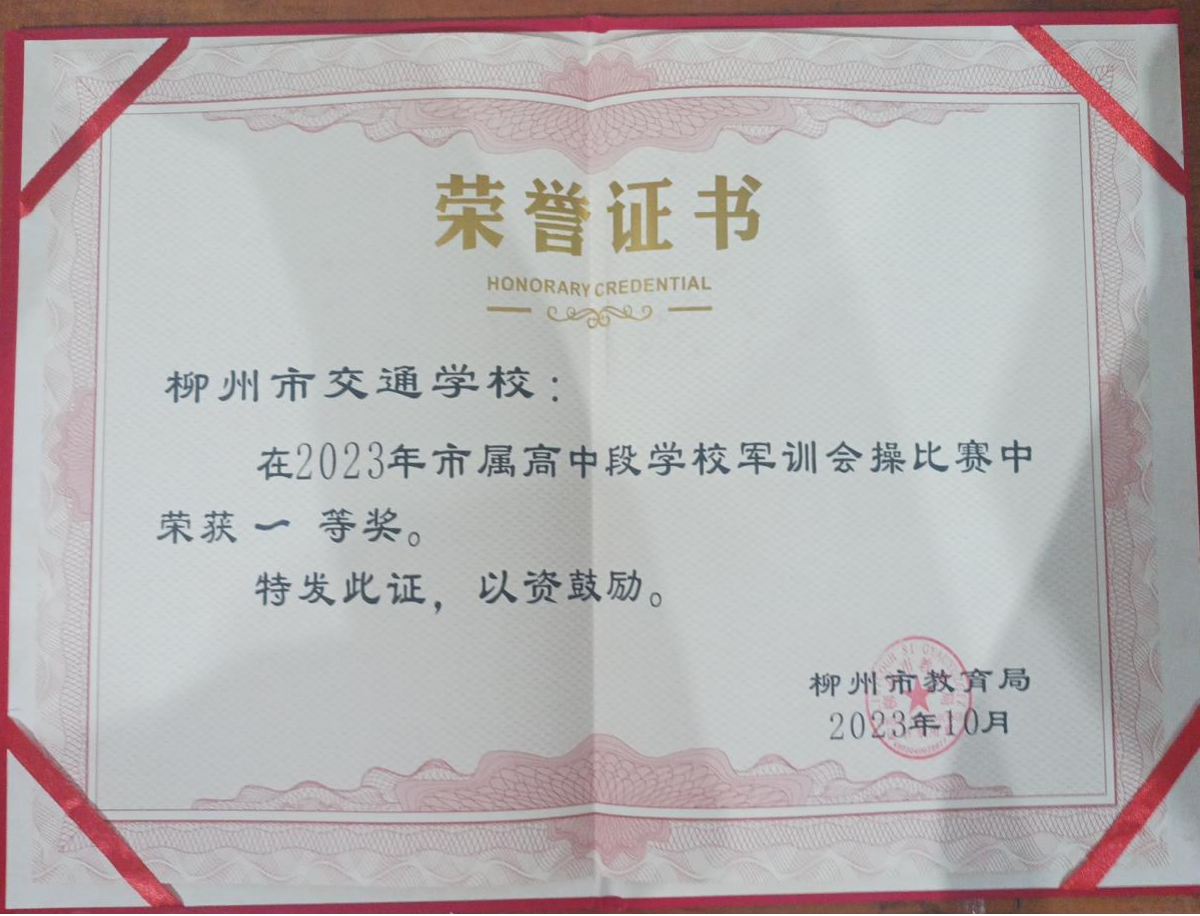 荣誉证书
HONORARY CREDENTIAL
柳州市交通学校：
在2023年市属高中段学校军训会操比赛中
荣获一 等奖。
特发此证，以资鼓励。
柳州市教育局
2023年10月